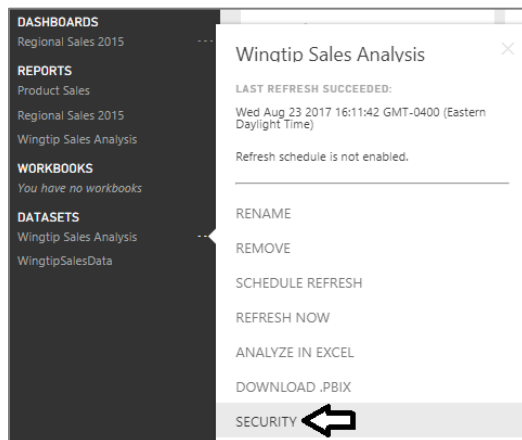 DASHBOARDS
Regional Sales 2015
REPORTS
Product Sales
Regional Sales 2015
Wingtip Sales Analysis
WORKBOOKS
You have no workbooks
DATASETS
Wingtip Sales Analysis
WingtipSalesData
Wingtip Sales Analysis
LAST REFRESH SUCCEEDED:
Wed Aug 23 2017 16:11:42 GMT-0400 (Eastern
Daylight Time)
Refresh schedule is not enabled.
RENAME
REMOVE
SCHEDULE REFRESH
REFRESH NOW
ANALYZE IN EXCEL
DOWNLOAD .PBIX
SECURITY